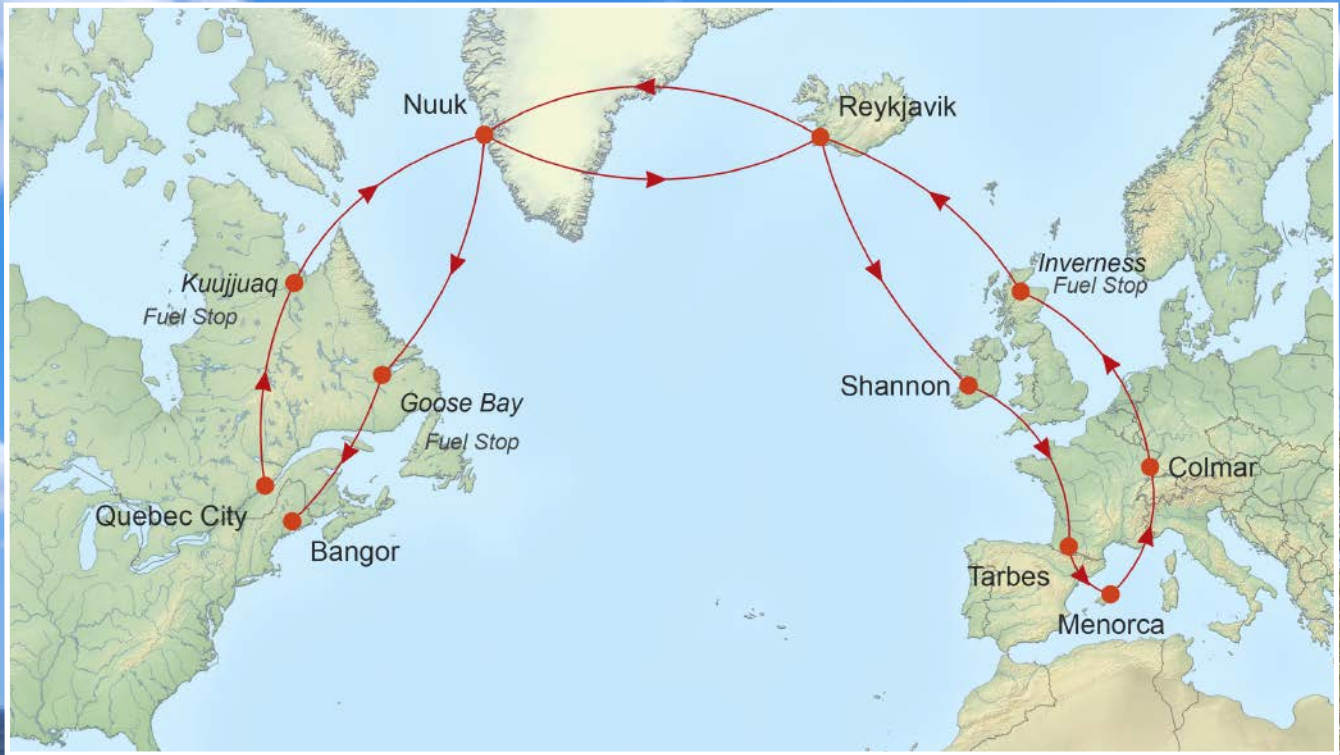 Nuuk
Reykjavik
Kuujjuaq
Fuel Stop
Inverness
Fuel Stop
Shannon
Goose Bay
Fuel Stop
Colmar
Quebec City
Bangor
Tarbes
Menorca